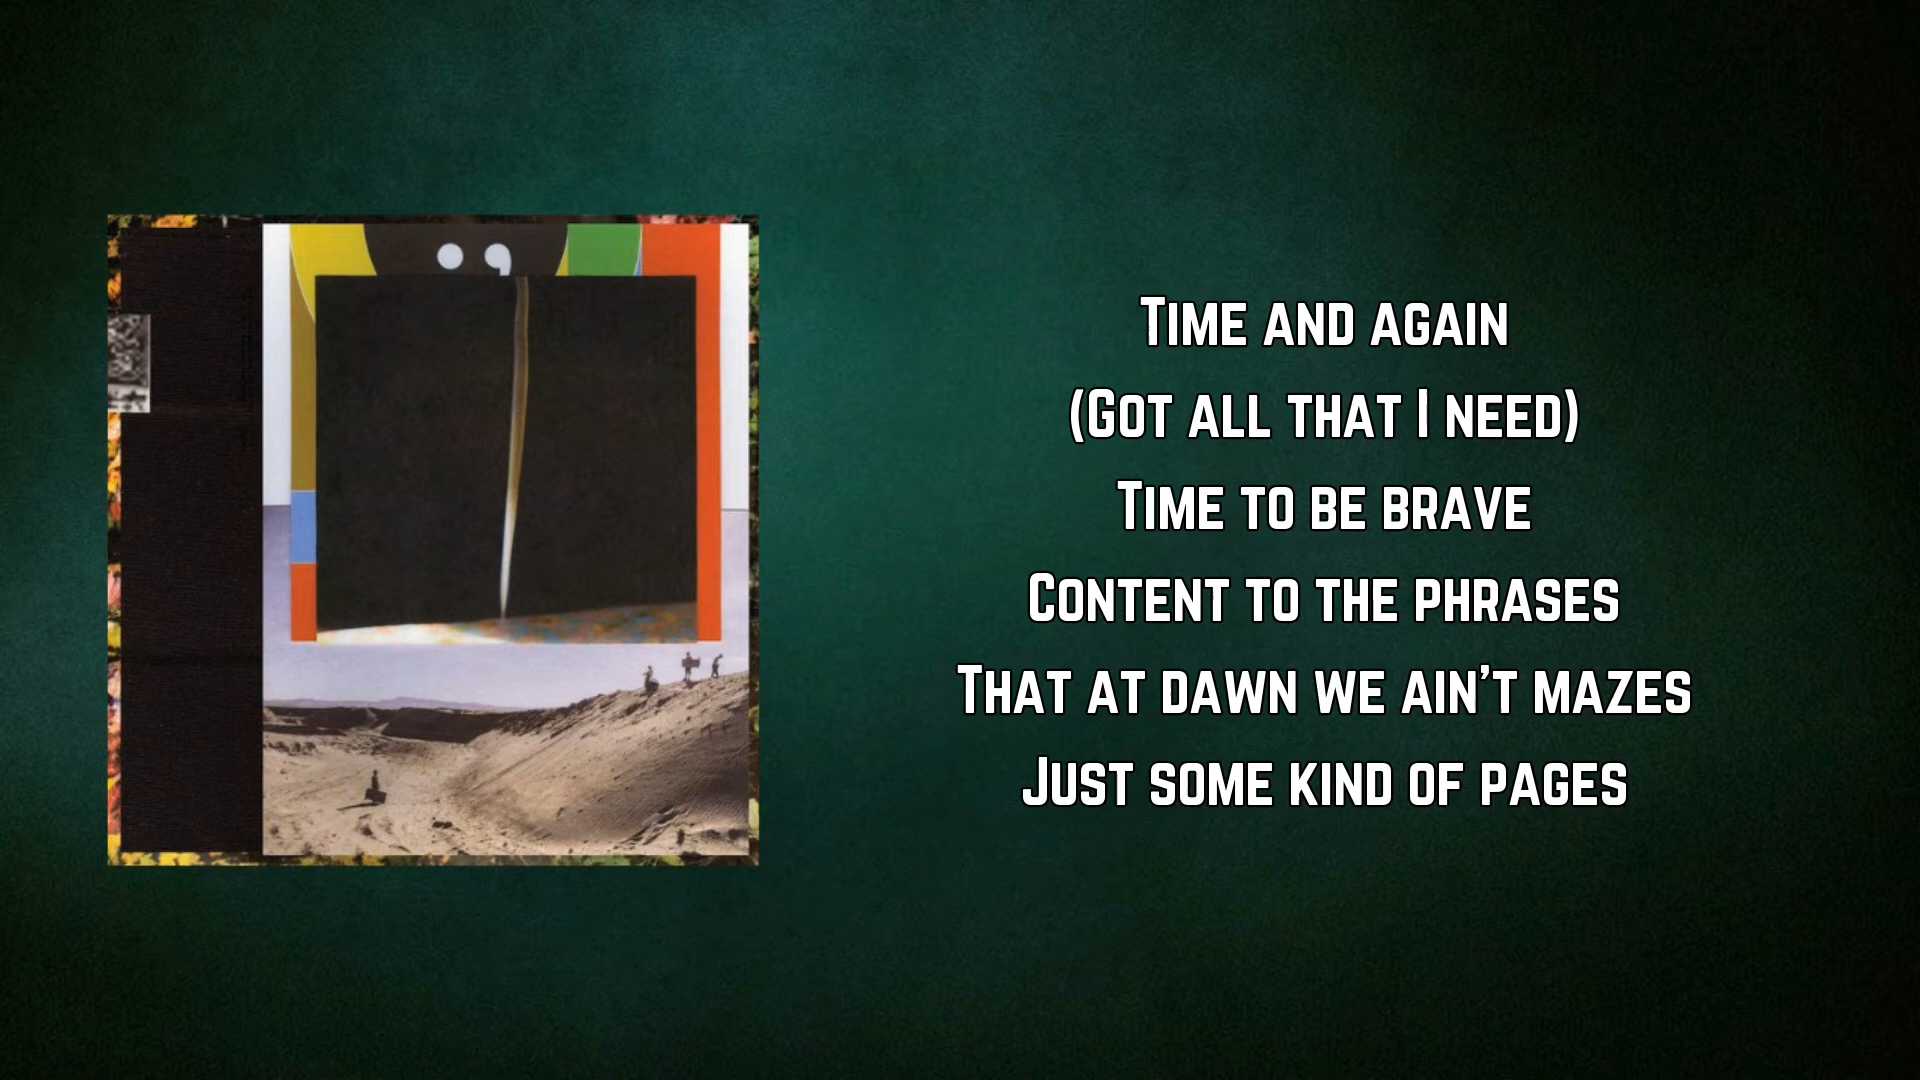 Time and again
(Got all that I need)
Time to be brave
Content to the phrases
That at dawn we ain't mazes
Just some kind of pages